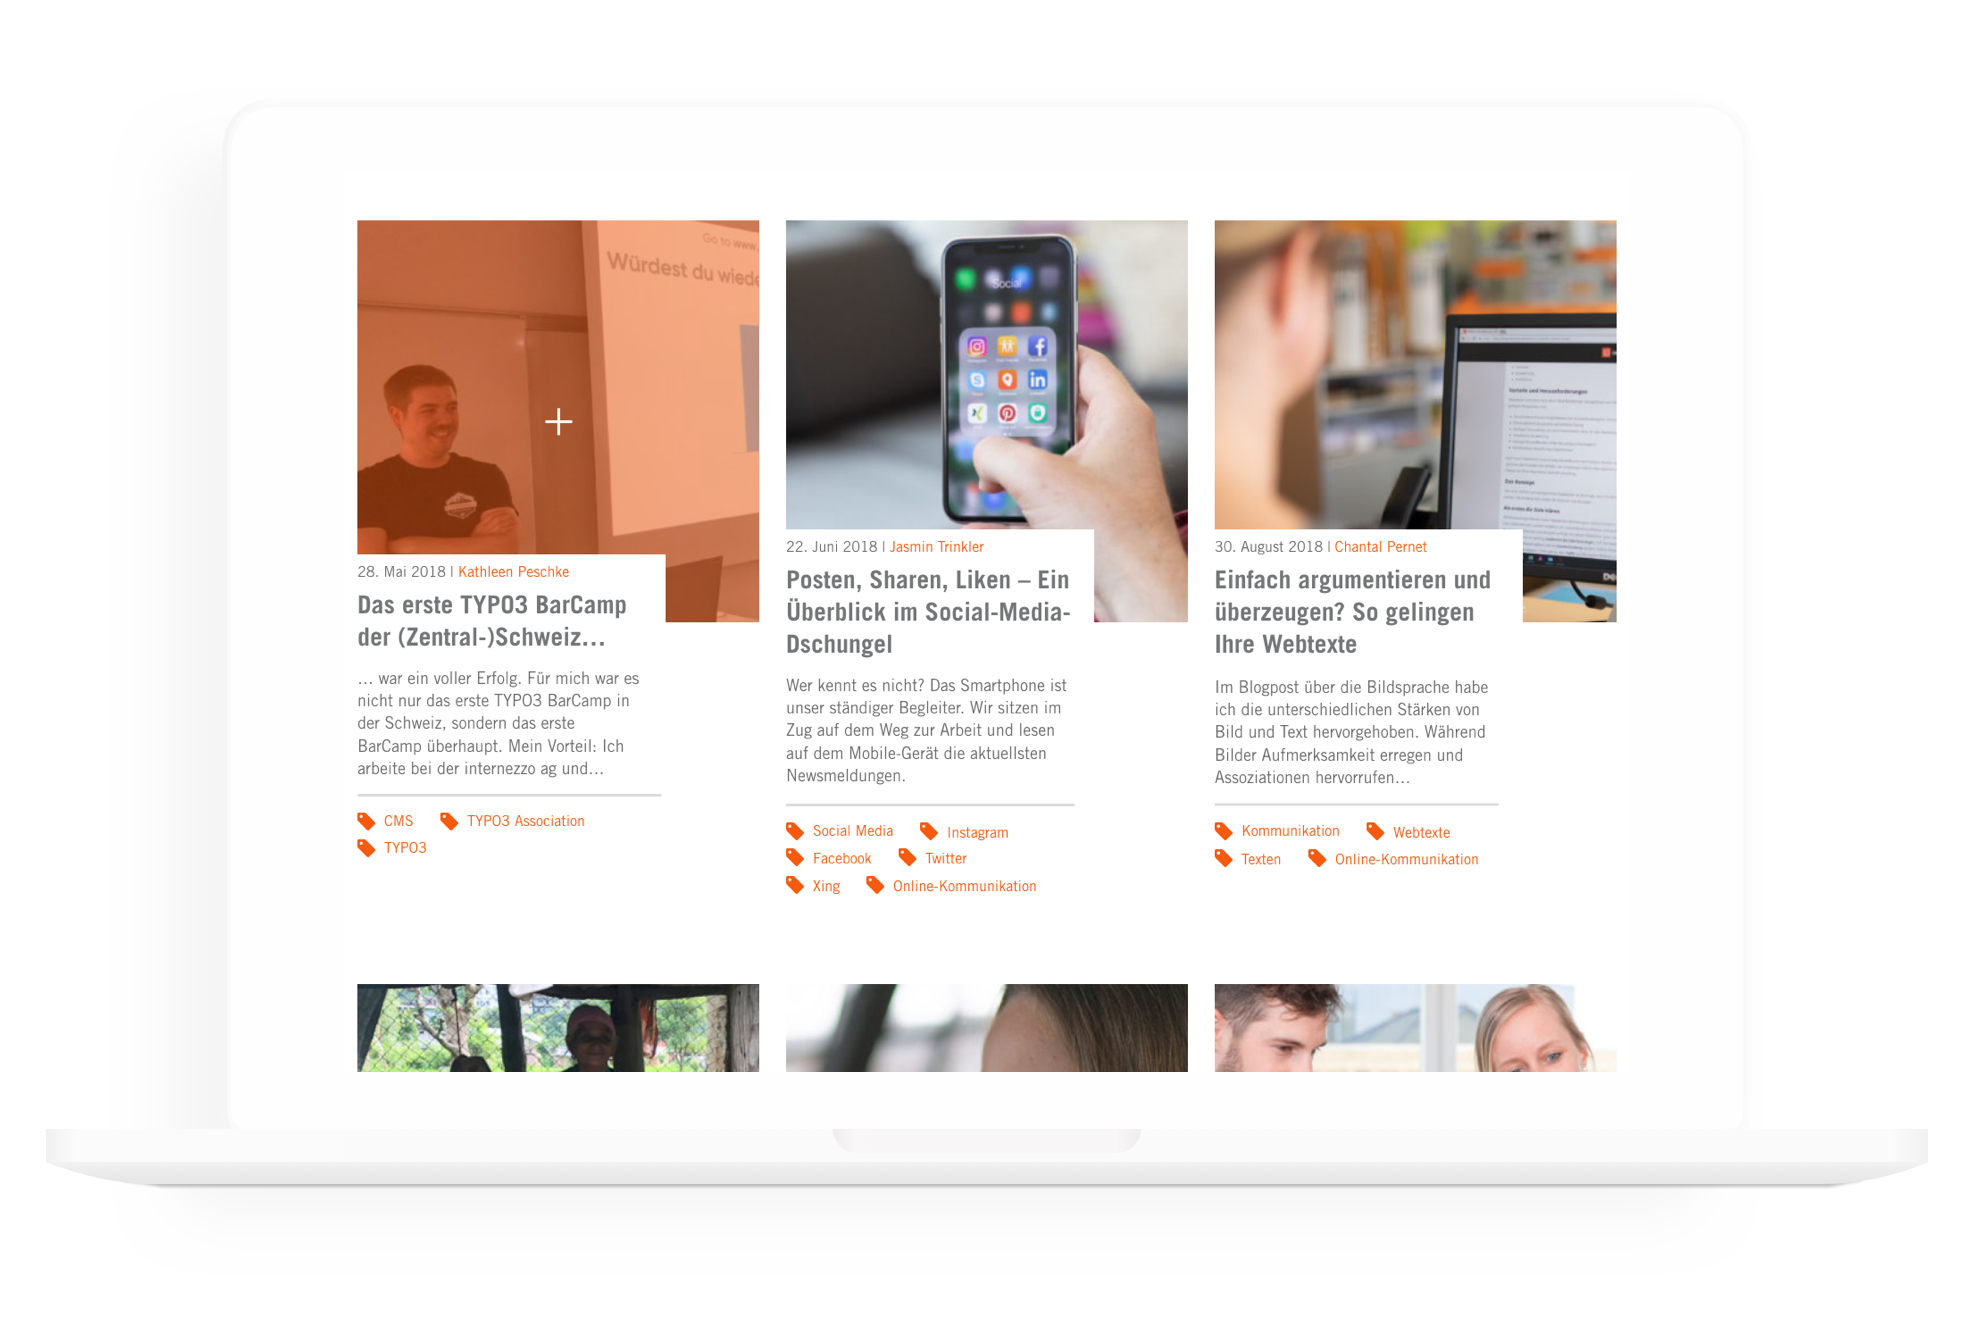 Go to www.
Würdest du wiede
28. Mai 2018 | Kathleen Peschke
Das erste TYPO3 BarCamp
der (Zentral-)Schweiz…
… war ein voller Erfolg. Für mich war es
nicht nur das erste TYPO3 BarCamp in
der Schweiz, sondern das erste
BarCamp überhaupt. Mein Vorteil: Ich
arbeite bei der internezzo ag und…
CMS TYPO3 Association
TYPO3
Social
22. Juni 2018 | Jasmin Trinkler
Posten, Sharen, Liken – Ein
Überblick im Social-Media-
Dschungel
Wer kennt es nicht? Das Smartphone ist
unser ständiger Begleiter. Wir sitzen im
Zug auf dem Weg zur Arbeit und lesen
auf dem Mobile-Gerät die aktuellsten
Newsmeldungen.
Social Media Instagram
Facebook Twitter
Xing Online-Kommunikation
Vorteile und Herausforderungen
Das Konzept
30. August 2018 | Chantal Pernet
Einfach argumentieren und
überzeugen? So gelingen
Ihre Webtexte
Im Blogpost über die Bildsprache habe
ich die unterschiedlichen Stärken von
Bild und Text hervorgehoben. Während
Bilder Aufmerksamkeit erregen und
Assoziationen hervorrufen…
Kommunikation Webtexte
Texten Online-Kommunikation